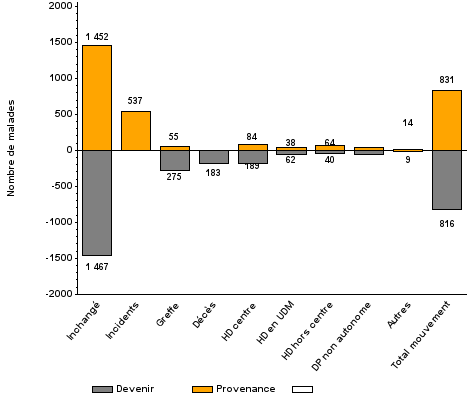 2000
1500
1000
500
0
-500
-1000
-1500
-2000
Nombre de malades
1 452
537
55
84
38
64
14
831
1 467
275
183
189
62
40
9
816
Inchangé
Incidents
Greffe
Décès
HD centre
HD en UDM
HD hors centre
DP non autonome
Autres
Total mouvement
Devenir
Provenance